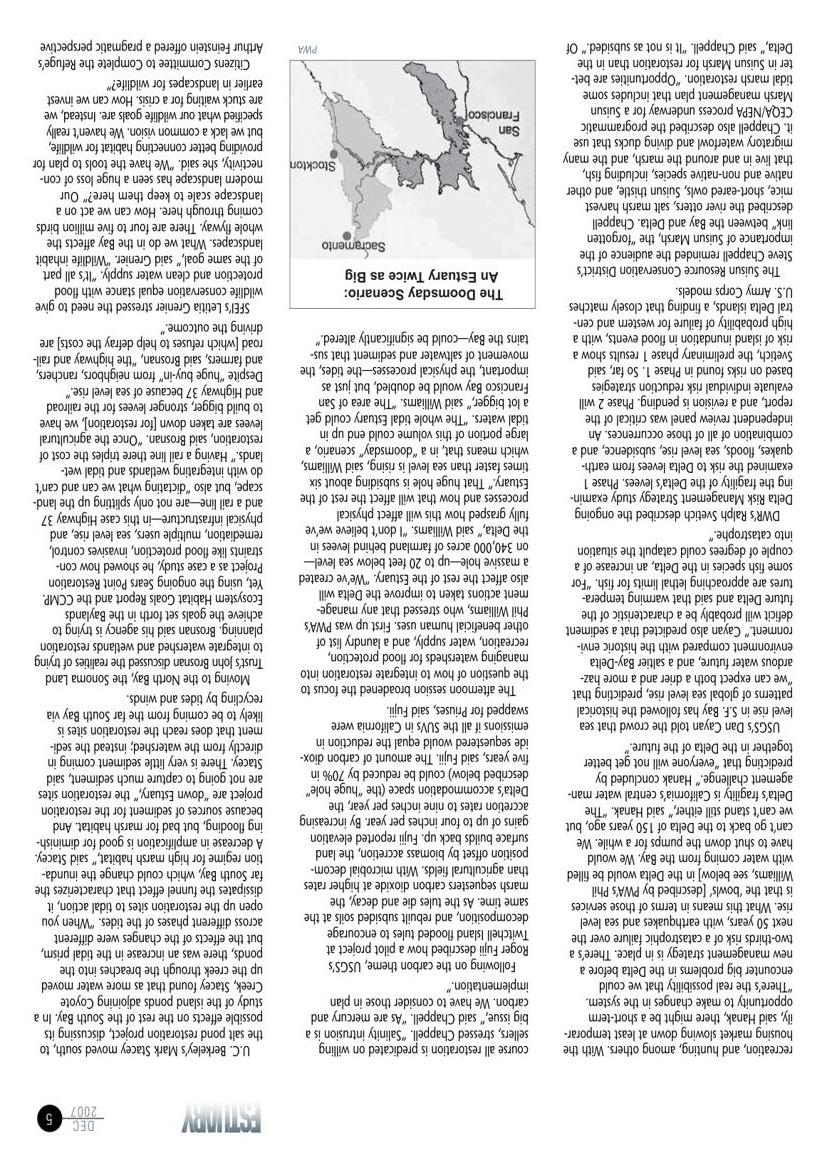 ESTUARY
DEC
2007
5
recreation, and hunting, among others. With the
housing market slowing down at least temporar-
ily, said Hanak, there might be a short-term
opportunity to make changes in the system.
"There's the real possibility that we could
encounter big problems in the Delta before a
new management strategy is in place. There's a
two-thirds risk of a catastrophic failure over the
next 50 years, with earthquakes and sea level
rise. What this means in terms of those services
is that the 'bowls' [described by PWA's Phil
Williams, see below] in the Delta would be filled
with water coming from the Bay. We would
have to shut down the pumps for a while. We
can't go back to the Delta of 150 years ago, but
we can't stand still either," said Hanak. "The
Delta's fragility is California's central water man-
agement challenge." Hanak concluded by
predicting that "everyone will not get better
together in the Delta of the future."
USGS's Dan Cayan told the crowd that sea
level rise in S.F. Bay has followed the historical
patterns of global sea level rise, predicting that
"we can expect both a drier and a more haz-
ardous water future, and a saltier Bay-Delta
environment compared with the historic envi-
ronment." Cayan also predicted that a sediment
deficit will probably be a characteristic of the
future Delta and said that warming tempera-
tures are approaching lethal limits for fish. "For
some fish species in the Delta, an increase of a
couple of degrees could catapult the situation
into catastrophe."
DWR's Ralph Svetich described the ongoing
Delta Risk Management Strategy study examin-
ing the fragility of the Delta's levees. Phase 1
examined the risk to Delta levees from earth-
quakes, floods, sea level rise, subsidence, and a
combination of all of those occurrences. An
independent review panel was critical of the
report, and a revision is pending. Phase 2 will
evaluate individual risk reduction strategies
based on risks found in Phase 1. So far, said
Svetich, the preliminary phase 1 results show a
risk of island inundation in flood events, with a
high probability of failure for western and cen-
tral Delta islands, a finding that closely matches
U.S. Army Corps models.
The Suisun Resource Conservation District's
Steve Chappell reminded the audience of the
importance of Suisun Marsh, the "forgotten
link" between the Bay and Delta. Chappell
described the river otters, salt marsh harvest
mice, short-eared owls, Suisun thistle, and other
native and non-native species, including fish,
that live in and around the marsh, and the many
migratory waterfowl and diving ducks that use
it. Chappell also described the programmatic
CEQA/NEPA process underway for a Suisun
Marsh management plan that includes some
tidal marsh restoration. "Opportunities are bet-
ter in Suisun Marsh for restoration than in the
Delta," said Chappell. "It is not as subsided." Of
course all restoration is predicated on willing
sellers, stressed Chappell. "Salinity intrusion is a
big issue," said Chappell. "As are mercury and
carbon. We have to consider those in plan
implementation."
Following on the carbon theme, USGS's
Roger Fujii described how a pilot project at
Twitchell Island flooded tules to encourage
decomposition, and rebuilt subsided soils at the
same time. As the tules die and decay, the
marsh sequesters carbon dioxide at higher rates
than agricultural fields. With microbial decom-
position offset by biomass accretion, the land
surface builds back up. Fujii reported elevation
gains of up to four inches per year. By increasing
accretion rates to nine inches per year, the
Delta's accommodation space (the "huge hole"
described below) could be reduced by 70% in
five years, said Fujii. The amount of carbon diox-
ide sequestered would equal the reduction in
emissions if all the SUVs in California were
swapped for Priuses, said Fujii.
The afternoon session broadened the focus to
the question of how to integrate restoration into
managing watersheds for flood protection,
recreation, water supply, and a laundry list of
other beneficial human uses. First up was PWA's
Phil Williams, who stressed that any manage-
ment actions taken to improve the Delta will
also affect the rest of the Estuary. "We've created
a massive hole—up to 20 feet below sea level—
on 340,000 acres of farmland behind levees in
the Delta," said Williams. "I don't believe we've
fully grasped how this will affect physical
processes and how that will affect the rest of the
Estuary." That huge hole is subsiding about six
times faster than sea level is rising, said Williams,
which means that, in a "doomsday" scenario, a
large portion of this volume could end up in
tidal waters. "The whole tidal Estuary could get
a lot bigger," said Williams. "The area of San
Francisco Bay would be doubled, but just as
important, the physical processes—the tides, the
movement of saltwater and sediment that sus-
tains the Bay—could be significantly altered."
The Doomsday Scenario:
An Estuary Twice as Big
Sacramento
Stockton
San
Francisco
PWA
U.C. Berkeley's Mark Stacey moved south, to
the salt pond restoration project, discussing its
possible effects on the rest of the South Bay. In a
study of the island ponds adjoining Coyote
Creek, Stacey found that as more water moved
up the creek through the breaches into the
ponds, there was an increase in the tidal prism,
but the effects of the changes were different
across different phases of the tides. "When you
open up the restoration sites to tidal action, it
dissipates the funnel effect that characterizes the
far South Bay, which could change the inunda-
tion regime for high marsh habitat," said Stacey.
A decrease in amplification is good for diminish-
ing flooding, but bad for marsh habitat. And
because sources of sediment for the restoration
project are "down Estuary," the restoration sites
are not going to capture much sediment, said
Stacey. There is very little sediment coming in
directly from the watershed; instead the sedi-
ment that does reach the restoration sites is
likely to be coming from the far South Bay via
recycling by tides and winds.
Moving to the North Bay, the Sonoma Land
Trust's John Brosnan discussed the realities of trying
to integrate watershed and wetlands restoration
planning. Brosnan said his agency is trying to
achieve the goals set forth in the Baylands
Ecosystem Habitat Goals Report and the CCMP.
Yet, using the ongoing Sears Point Restoration
Project as a case study, he showed how con-
straints like flood protection, invasives control,
remediation, multiple users, sea level rise, and
physical infrastructure—in this case Highway 37
and a rail line—are not only splitting up the land-
scape, but also "dictating what we can and can't
do with integrating wetlands and tidal wet-
lands." Having a rail line there triples the cost of
restoration, said Brosnan. "Once the agricultural
levees are taken down [for restoration], we have
to build bigger, stronger levees for the railroad
and Highway 37 because of sea level rise."
Despite "huge buy-in" from neighbors, ranchers,
and farmers, said Brosnan, "the highway and rail-
road [which refuses to help defray the costs] are
driving the outcome."
SFEI's Letitia Grenier stressed the need to give
wildlife conservation equal stance with flood
protection and clean water supply. "It's all part
of the same goal," said Grenier. "Wildlife inhabit
landscapes. What we do in the Bay affects the
whole flyway. There are four to five million birds
coming through here. How can we act on a
landscape scale to keep them here?" Our
modern landscape has seen a huge loss of con-
nectivity, she said. "We have the tools to plan for
providing better connecting habitat for wildlife,
but we lack a common vision. We haven't really
specified what our wildlife goals are. Instead, we
are stuck waiting for a crisis. How can we invest
earlier in landscapes for wildlife?"
Citizens Committee to Complete the Refuge's
Arthur Feinstein offered a pragmatic perspective